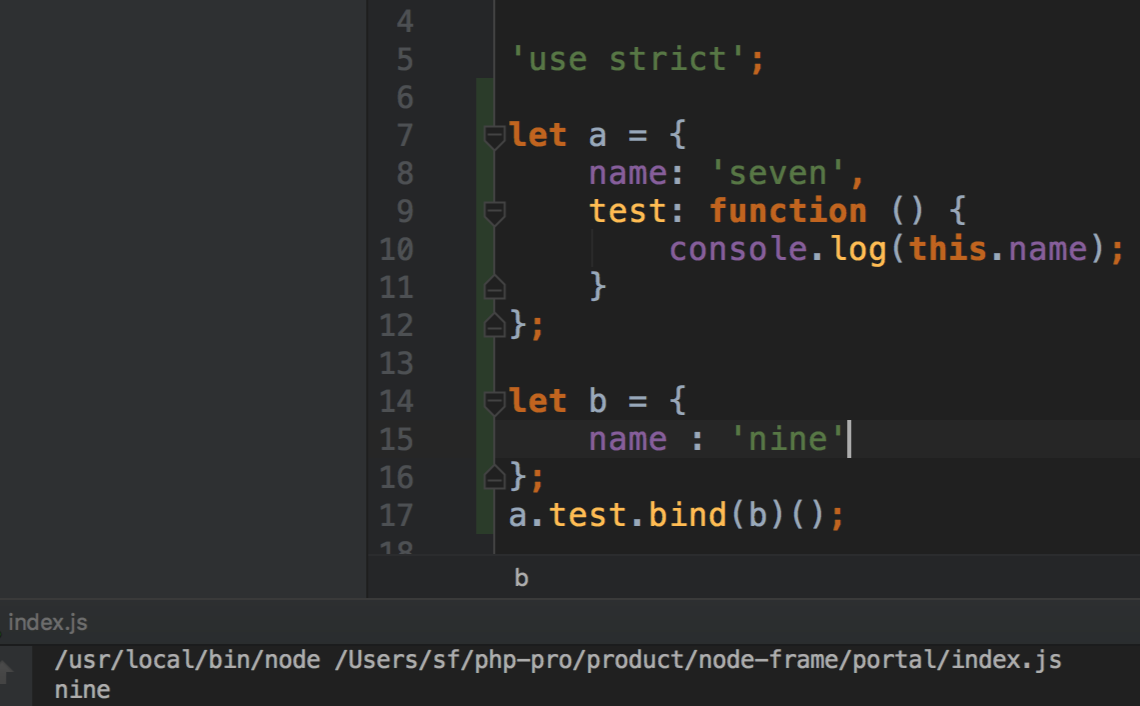 4
5 'use strict';
6
7 let a = {
8     name: 'seven',
9     test: function () {
10         console.log(this.name);
11     }
12 };
13
14 let b = {
15     name : 'nine'
16 };
17 a.test.bind(b)();
18
b
index.js
/usr/local/bin/node /Users/sf/php-pro/product/node-frame/portal/index.js
nine